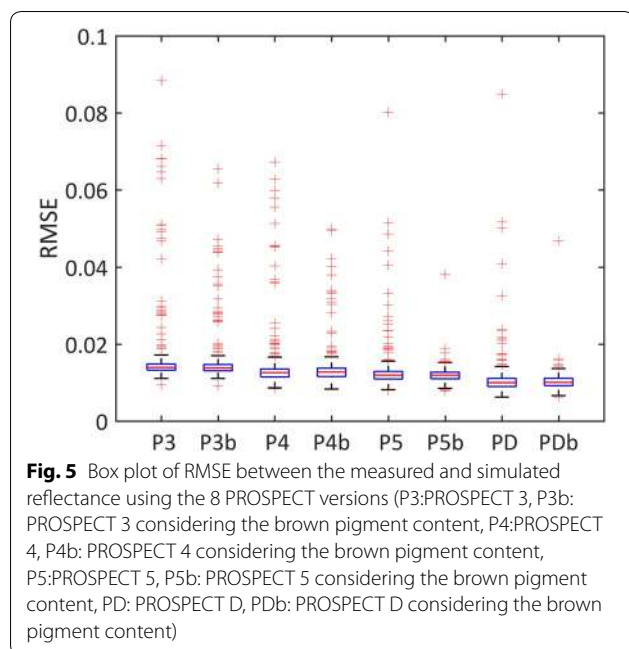 0.1
0.08
0.06
0.04
0.02
0
RMSE
P3 P3b P4 P4b P5 P5b PD PDb
Fig. 5 Box plot of RMSE between the measured and simulated
reflectance using the 8 PROSPECT versions (P3:PROSPECT 3, P3b:
PROSPECT 3 considering the brown pigment content, P4:PROSPECT
4, P4b: PROSPECT 4 considering the brown pigment content,
P5:PROSPECT 5, P5b: PROSPECT 5 considering the brown pigment
content, PD: PROSPECT D, PDb: PROSPECT D considering the brown
pigment content)